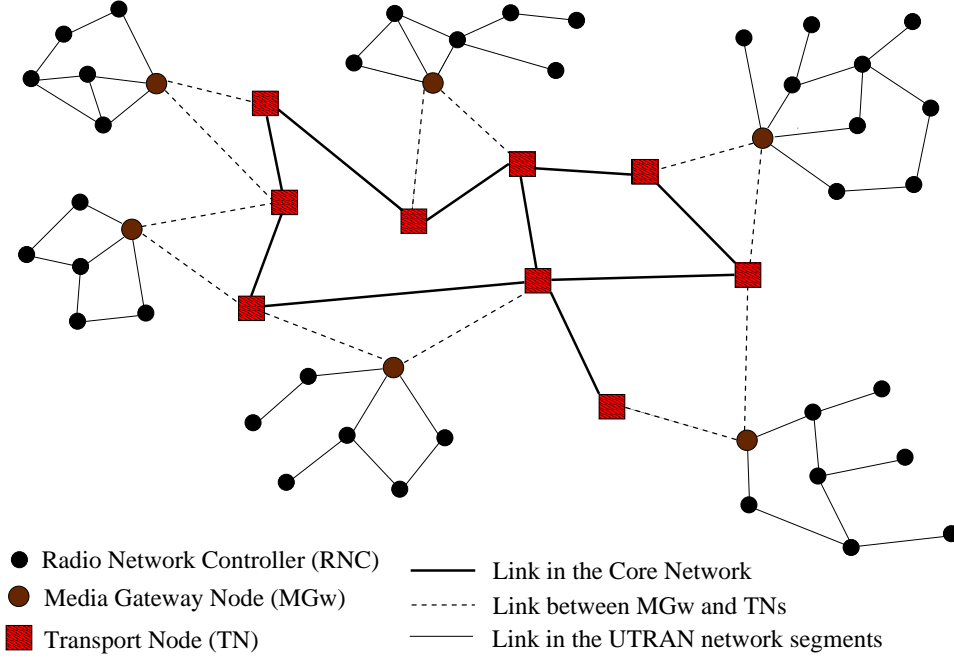 Radio Network Controller (RNC)
Media Gateway Node (MGw)
Transport Node (TN)
Link in the Core Network
Link between MGw and TNs
Link in the UTRAN network segments